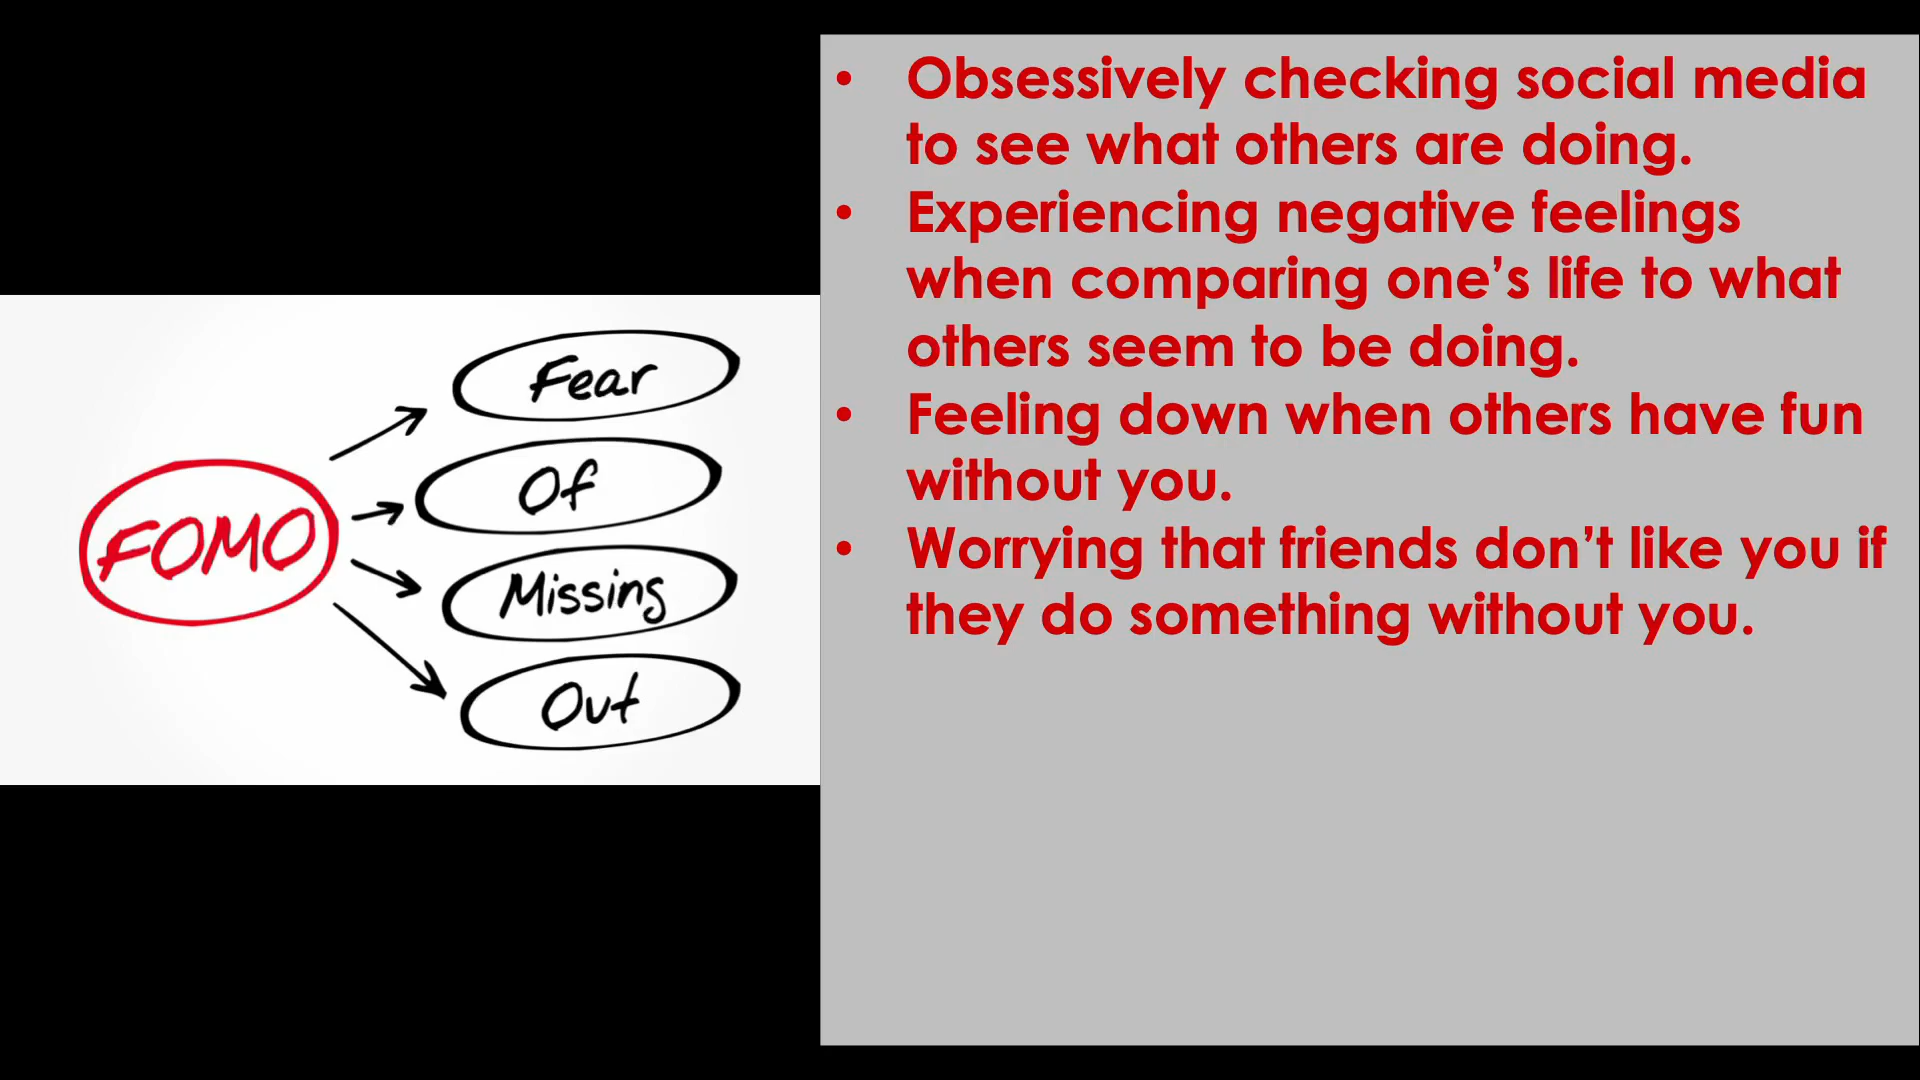 FOMO
Fear
Of
Missing
Out
• Obsessively checking social media
to see what others are doing.
• Experiencing negative feelings
when comparing one’s life to what
others seem to be doing.
• Feeling down when others have fun
without you.
• Worrying that friends don’t like you if
they do something without you.